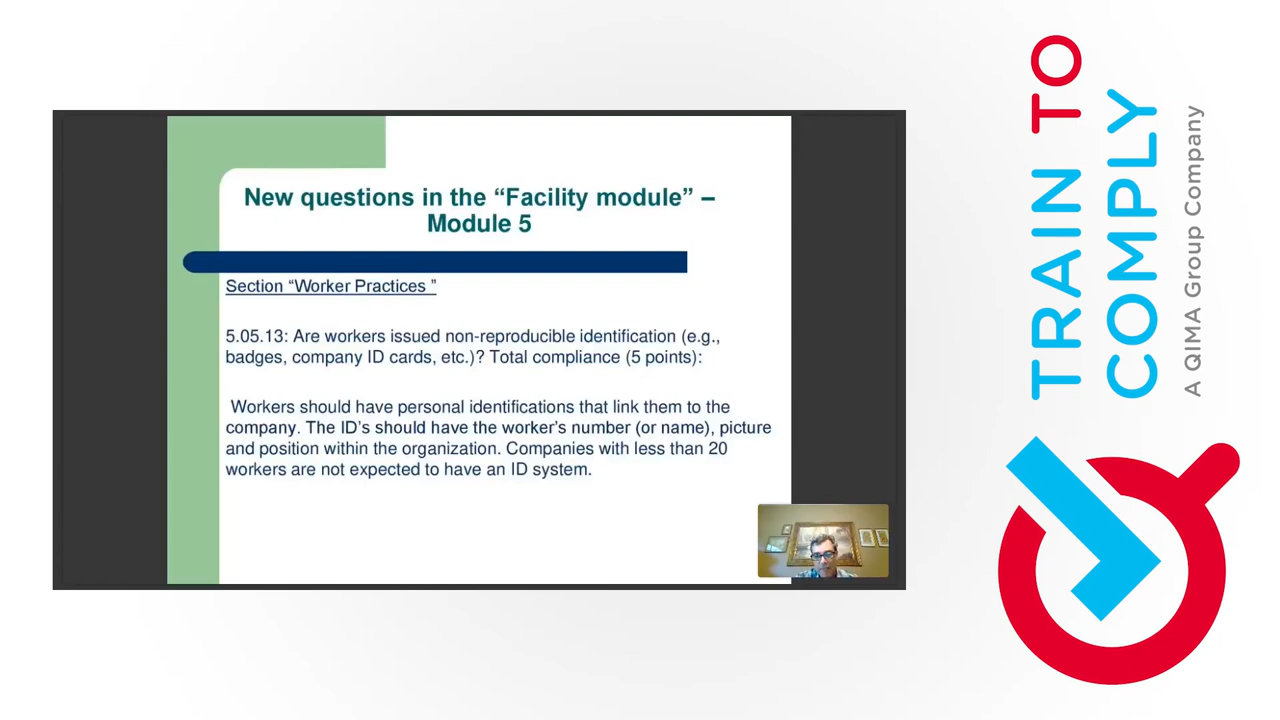 New questions in the “Facility module” –
Module 5
Section “Worker Practices ”
5.05.13: Are workers issued non-reproducible identification (e.g.,
badges, company ID cards, etc.)? Total compliance (5 points):
Workers should have personal identifications that link them to the
company. The ID’s should have the worker’s number (or name), picture
and position within the organization. Companies with less than 20
workers are not expected to have an ID system.
TRAIN TO
COMPLY
A QIMA Group Company